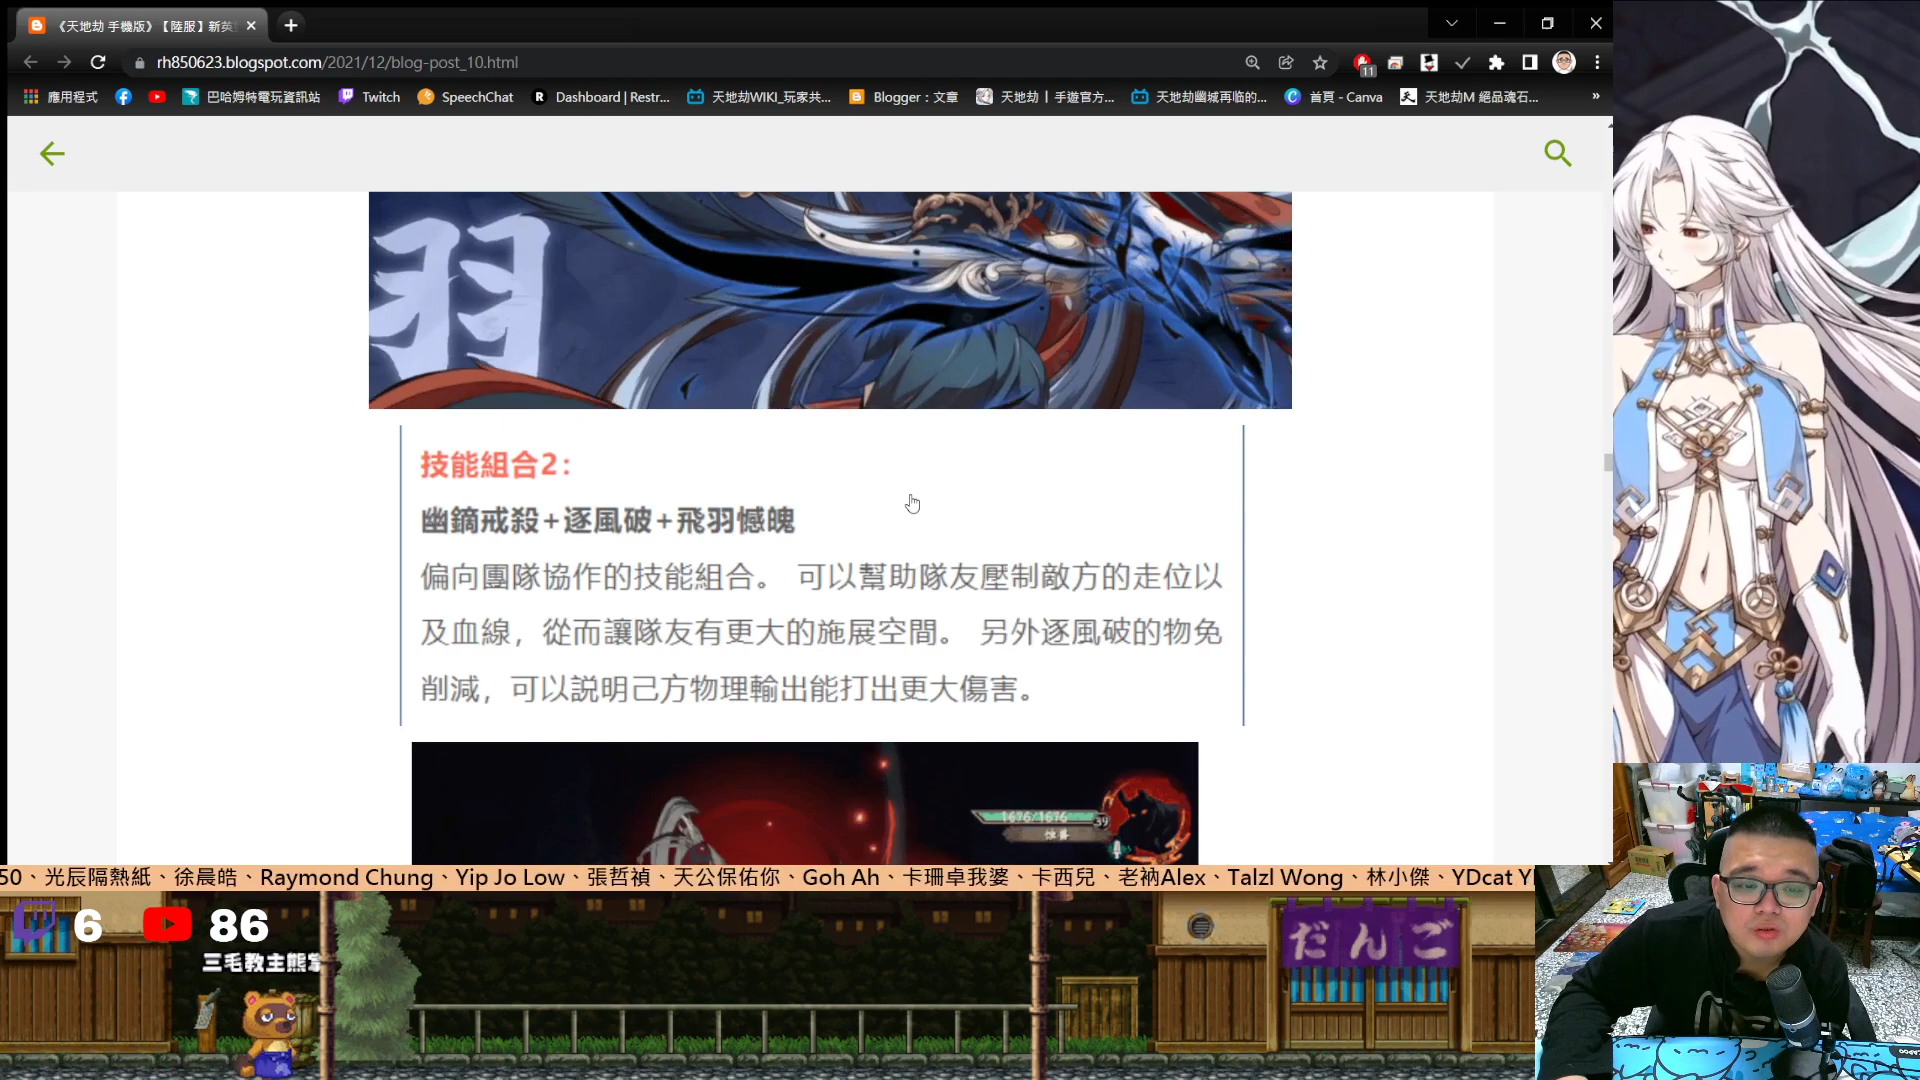 《天地劫 手機版》【陸服】新英
rh850623.blogspot.com/2021/12/blog-post_10.html
11
應用程式
巴哈姆特電玩資訊站
Twitch
SpeechChat
Dashboard | Restr...
天地劫WIKI_玩家共...
Blogger：文章
天地劫丨手遊官方...
天地劫幽城再临的...
首頁 - Canva
天地劫M 絕品魂石...
»
羽
技能組合2：
幽鏑戒殺+逐風破+飛羽憾魄
偏向團隊協作的技能組合。 可以幫助隊友壓制敵方的走位以
及血線，從而讓隊友有更大的施展空間。 另外逐風破的物免
削減，可以説明己方物理輸出能打出更大傷害。
1676/1676
39
50、光辰隔熱紙、徐晨皓、Raymond Chung、Yip Jo Low、張哲禎、天公保佑你、Goh Ah、卡珊卓我婆、卡西兒、老衲Alex、Talzl Wong、林小傑、YDcat Y
6
86
三毛教主熊掌
だんご